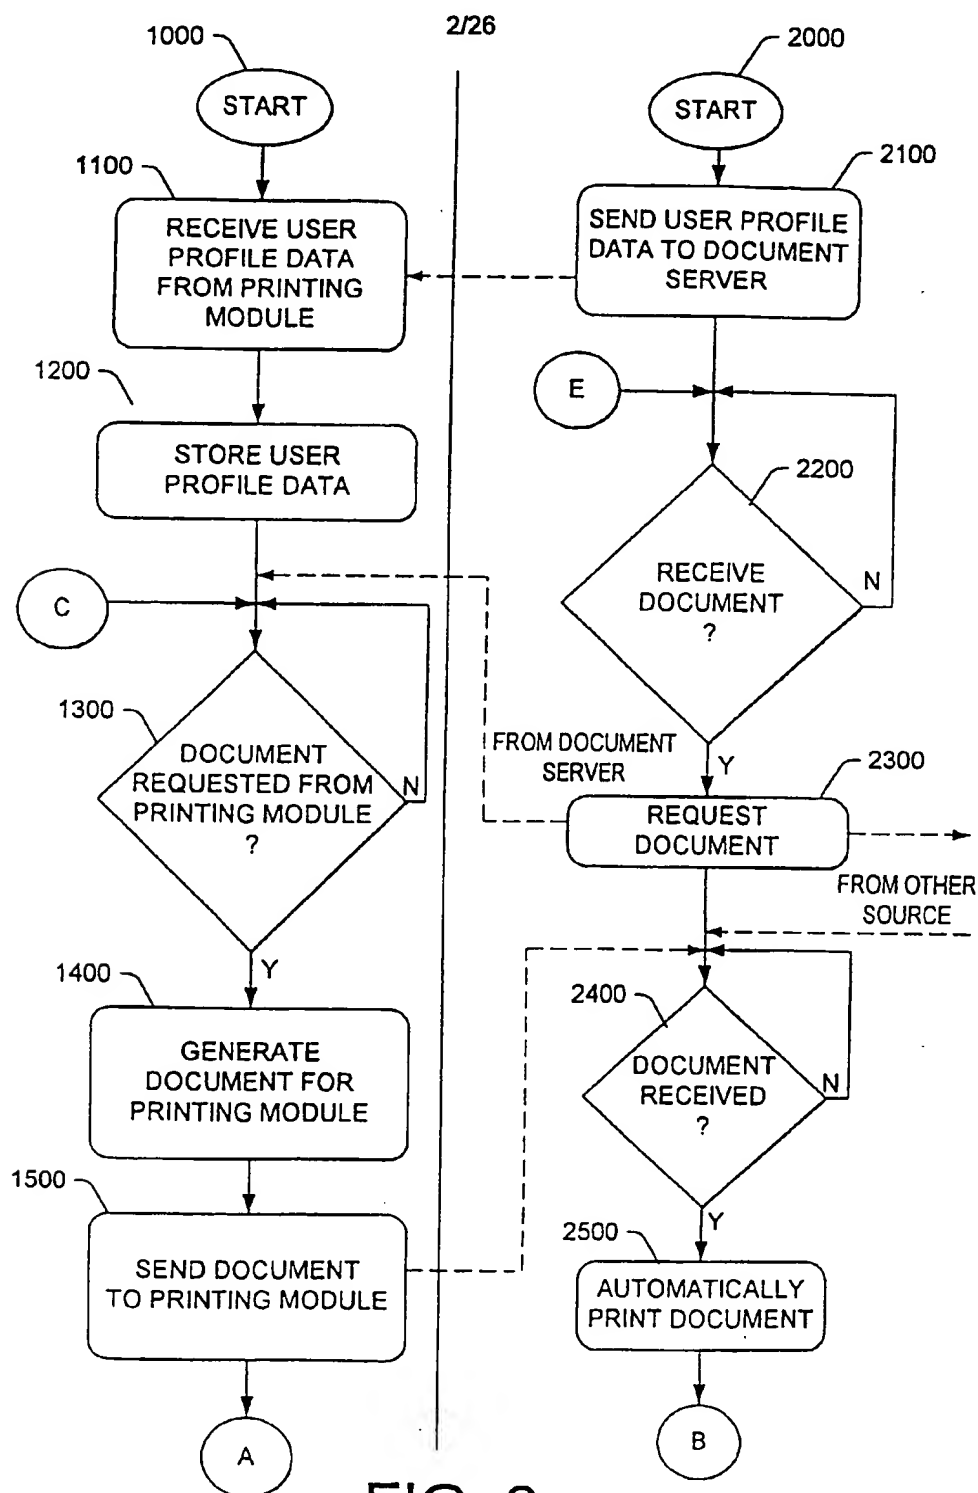 2/26
1000
START
1100
RECEIVE USER
PROFILE DATA
FROM PRINTING
MODULE
1200
STORE USER
PROFILE DATA
C
1300
DOCUMENT
REQUESTED FROM
PRINTING MODULE
?
N
Y
1400
GENERATE
DOCUMENT FOR
PRINTING MODULE
1500
SEND DOCUMENT
TO PRINTING MODULE
A
2000
START
2100
SEND USER PROFILE
DATA TO DOCUMENT
SERVER
E
2200
RECEIVE
DOCUMENT
?
N
Y
FROM DOCUMENT
SERVER
2300
REQUEST
DOCUMENT
FROM OTHER
SOURCE
2400
DOCUMENT
RECEIVED
?
N
Y
2500
AUTOMATICALLY
PRINT DOCUMENT
B
FIG.